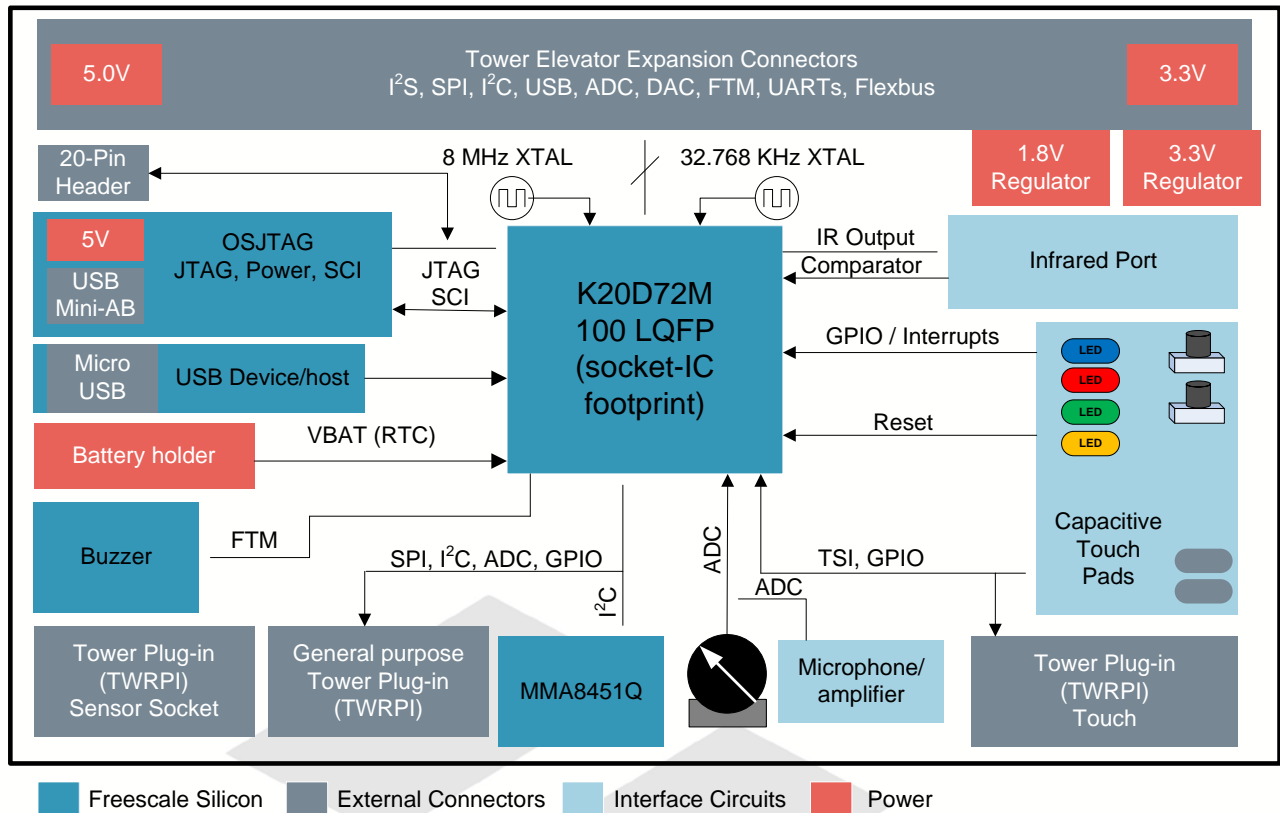 5.0V
Tower Elevator Expansion Connectors
I²S, SPI, I²C, USB, ADC, DAC, FTM, UARTs, Flexbus
3.3V
20-Pin
Header
8 MHz XTAL
32.768 KHz XTAL
1.8V
Regulator
3.3V
Regulator
5V
USB
Mini-AB
OSJTAG
JTAG, Power, SCI
JTAG
SCI
K20D72M
100 LQFP
(socket-IC
footprint)
IR Output
Comparator
Infrared Port
Micro
USB
USB Device/host
GPIO / Interrupts
LED
LED
LED
LED
Reset
Battery holder
VBAT (RTC)
Buzzer
FTM
SPI, I²C, ADC, GPIO
I²C
ADC
ADC
TSI, GPIO
Capacitive
Touch
Pads
Tower Plug-in
(TWRPI)
Sensor Socket
General purpose
Tower Plug-in
(TWRPI)
MMA8451Q
Microphone/
amplifier
Tower Plug-in
(TWRPI)
Touch
Freescale Silicon
External Connectors
Interface Circuits
Power